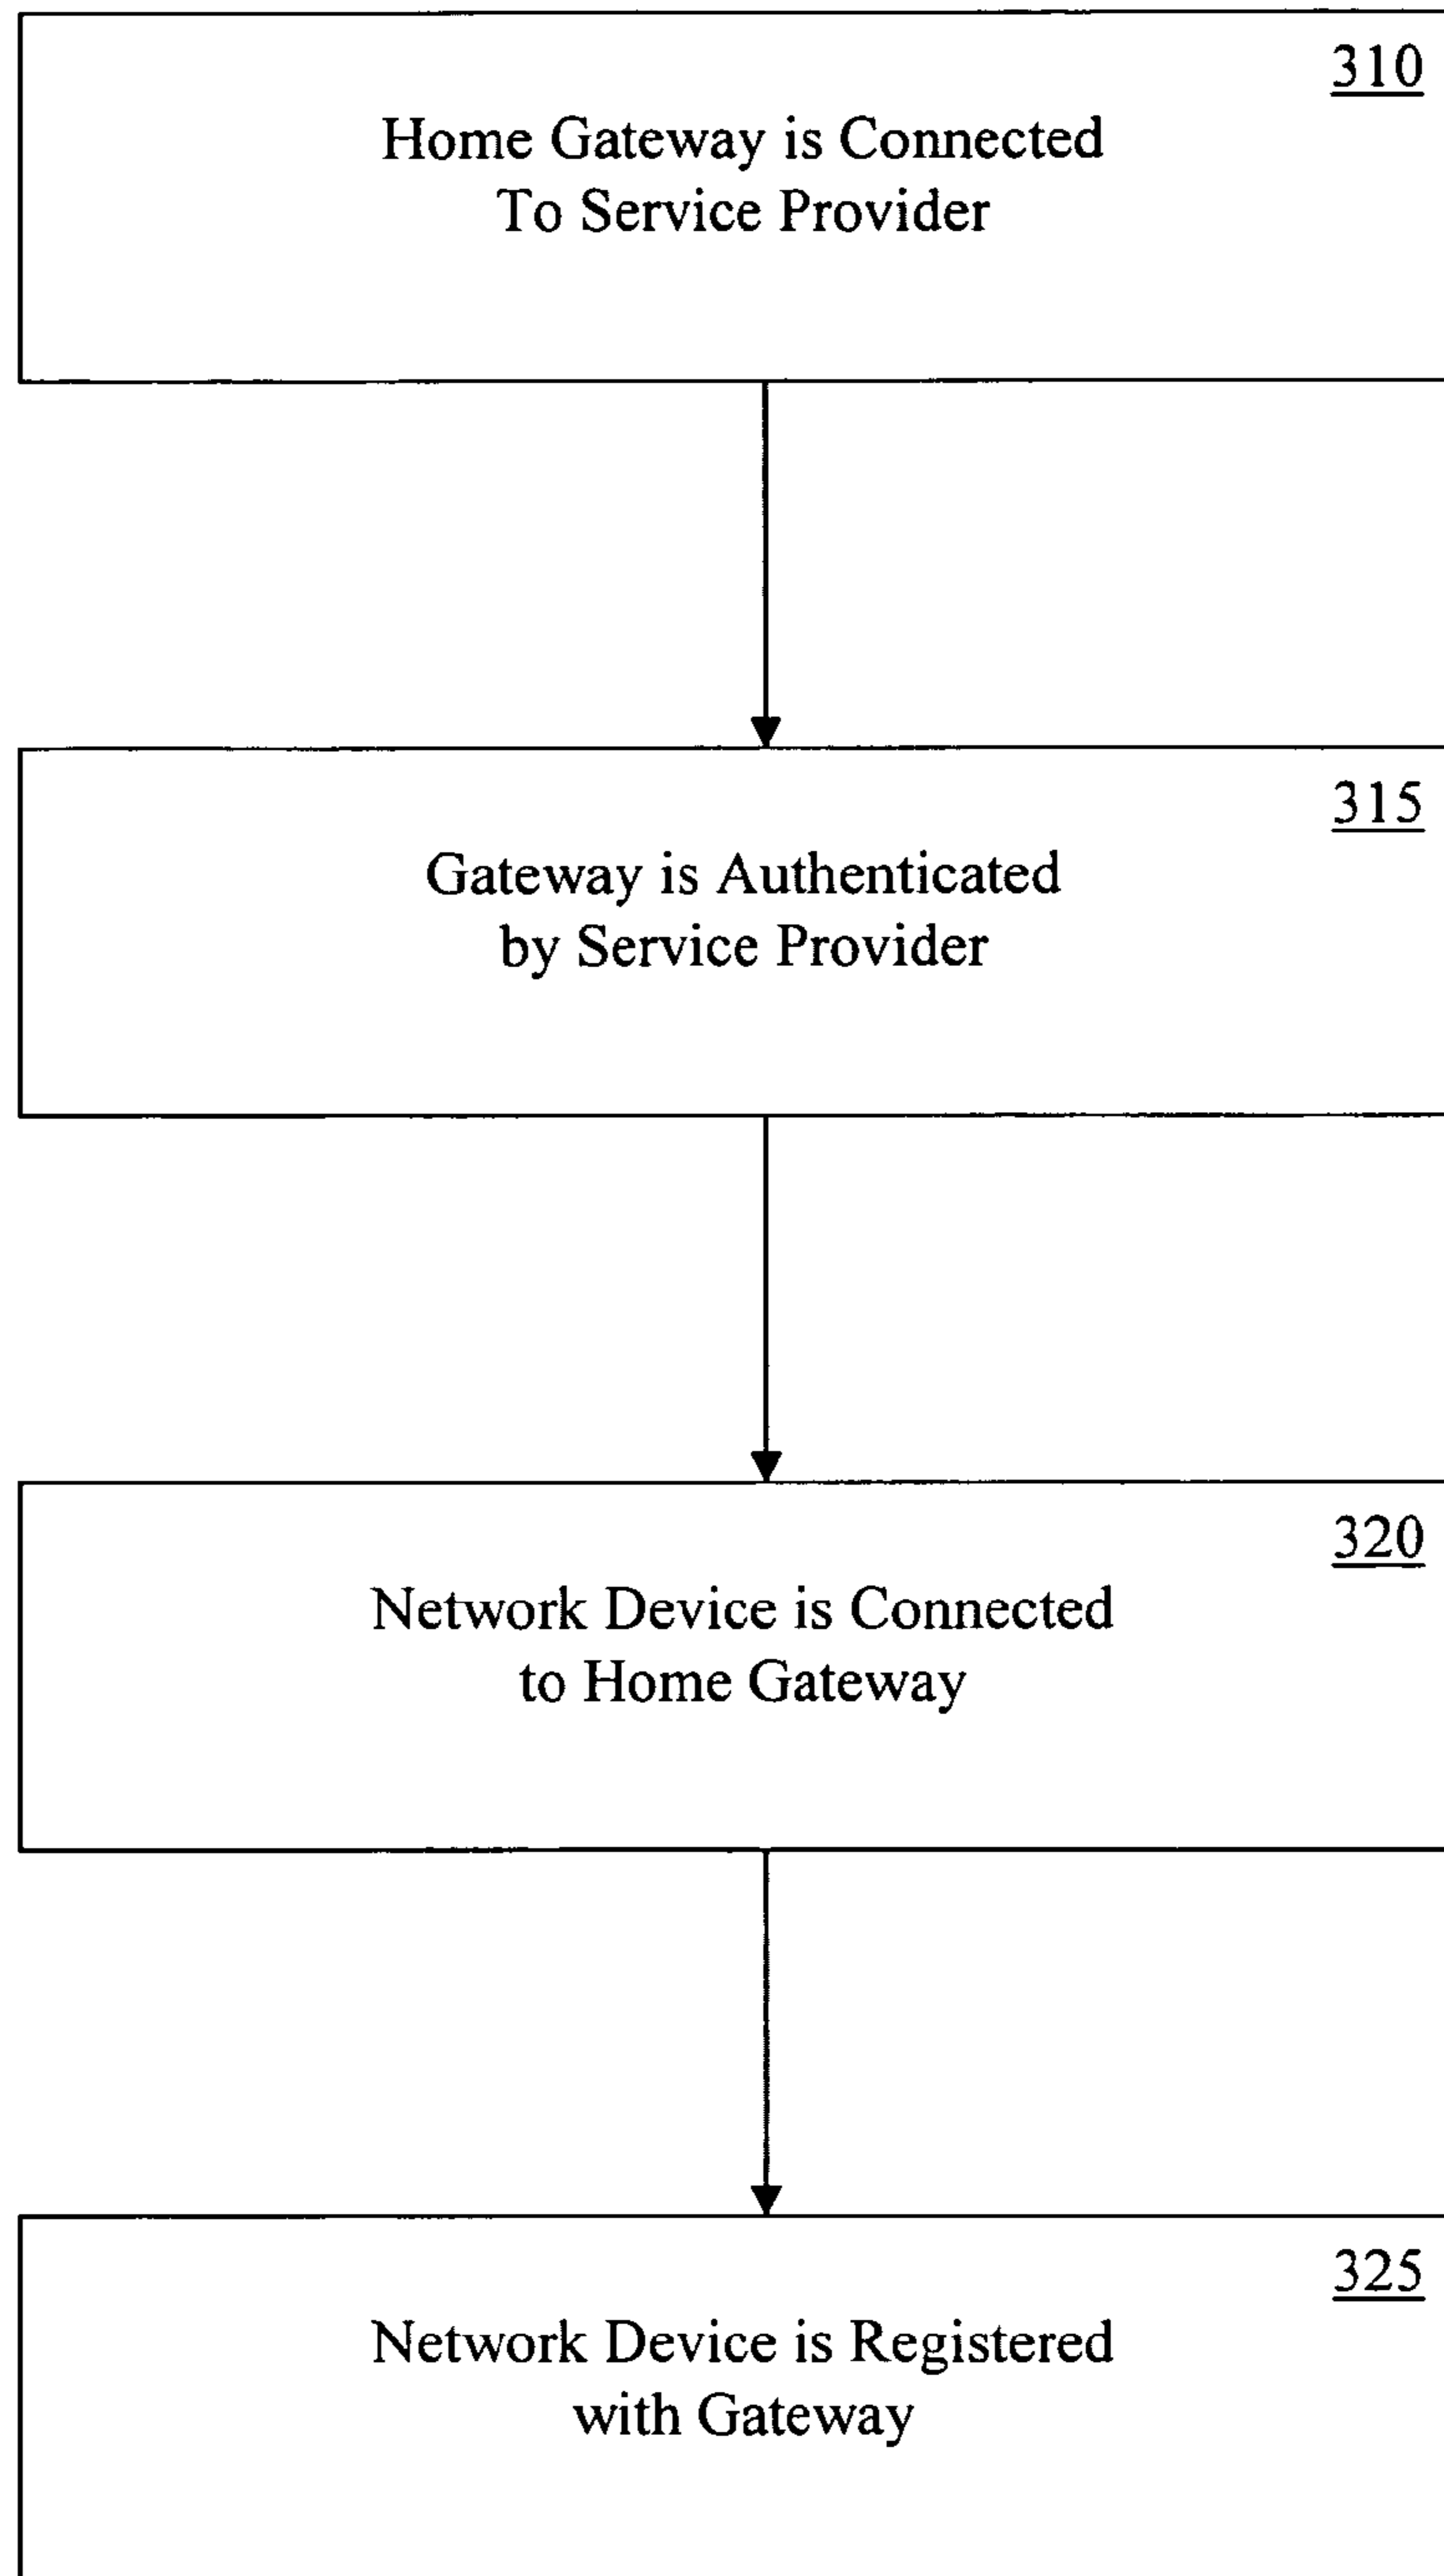 310
Home Gateway is Connected
To Service Provider
315
Gateway is Authenticated
by Service Provider
320
Network Device is Connected
to Home Gateway
325
Network Device is Registered
with Gateway